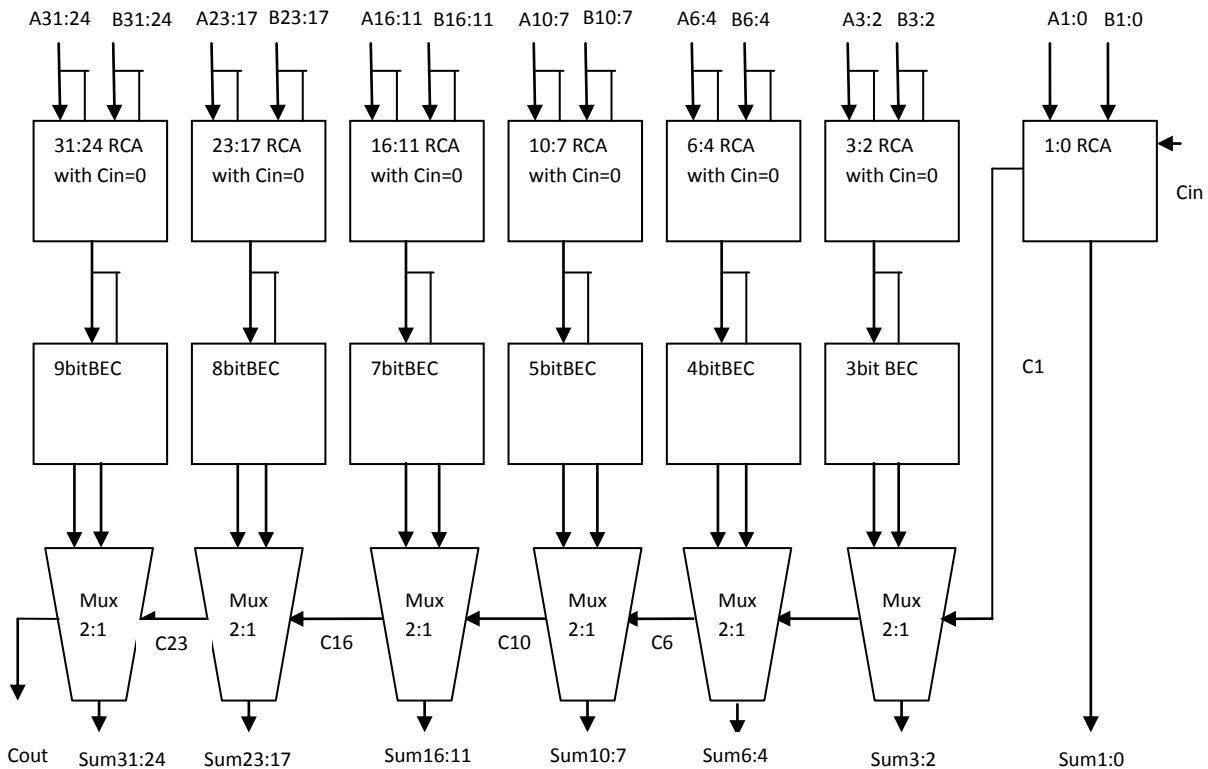 A31:24 B31:24 A23:17 B23:17 A16:11 B16:11 A10:7 B10:7 A6:4 B6:4 A3:2 B3:2 A1:0 B1:0
31:24 RCA
with Cin=0
23:17 RCA
with Cin=0
16:11 RCA
with Cin=0
10:7 RCA
with Cin=0
6:4 RCA
with Cin=0
3:2 RCA
with Cin=0
1:0 RCA
Cin
9bitBEC
8bitBEC
7bitBEC
5bitBEC
4bitBEC
3bit BEC
C1
Mux
2:1
Mux
2:1
Mux
2:1
Mux
2:1
Mux
2:1
Mux
2:1
C23
C16
C10
C6
Cout
Sum31:24
Sum23:17
Sum16:11
Sum10:7
Sum6:4
Sum3:2
Sum1:0